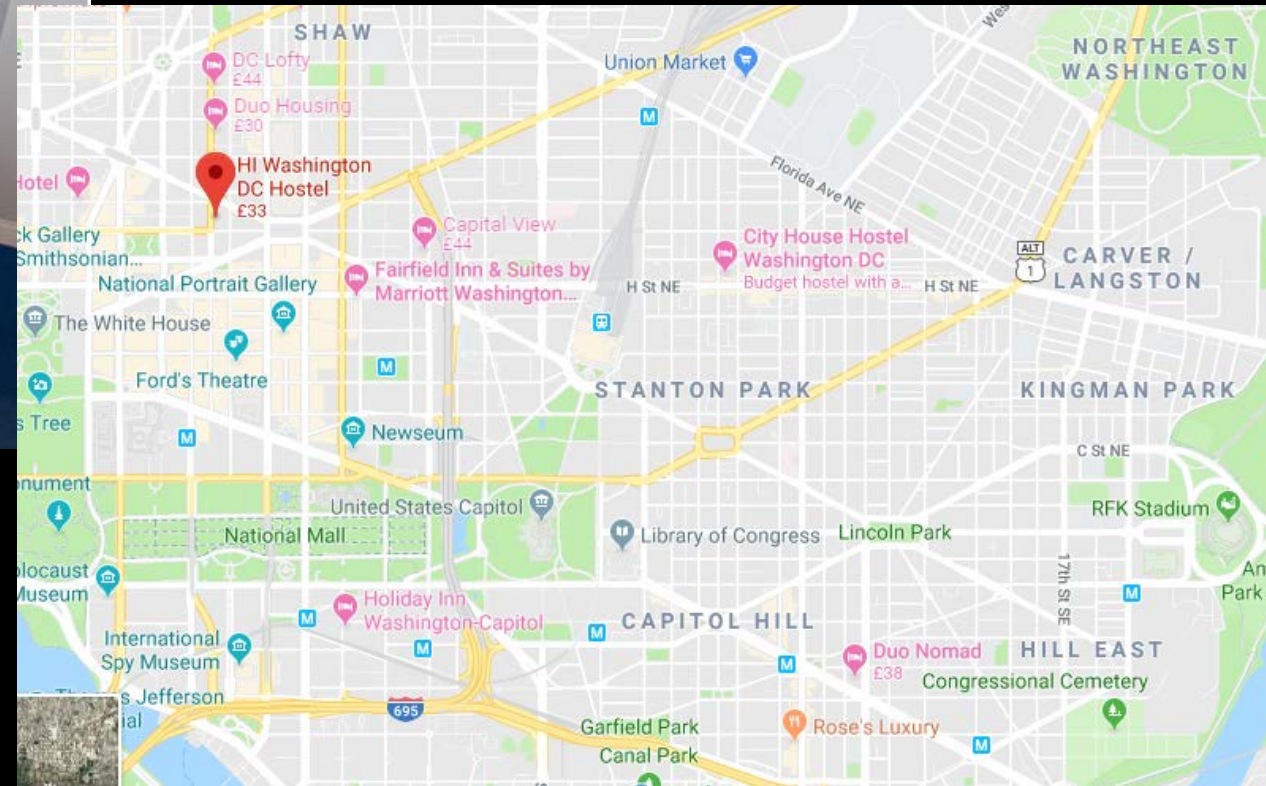 SHAW
DC Lofty
£44
Duo Housing
£30
HI Washington
DC Hostel
£33
Hotel
Union Market
NORTHEAST
WASHINGTON
M
Florida Ave NE
Gallery
Smithsonian...
National Portrait Gallery
The White House
Ford's Theatre
Capital View
£44
Fairfield Inn & Suites by
Marriott Washington...
City House Hostel
Washington DC
Budget hostel with a...
H St NE
H St NE
ALT
1
CARVER /
LANGSTON
M
STANTON PARK
KINGMAN PARK
Tree
M
Newseum
C St NE
United States Capitol
National Mall
Library of Congress
Lincoln Park
RFK Stadium
17th St SE
Park
Museum
M
Holiday Inn
Washington-Capitol
M
M
CAPITOL HILL
M
International
Spy Museum
M
Duo Nomad
£38
HILL EAST
Congressional Cemetery
Jefferson
695
Garfield Park
Canal Park
Rose's Luxury
M